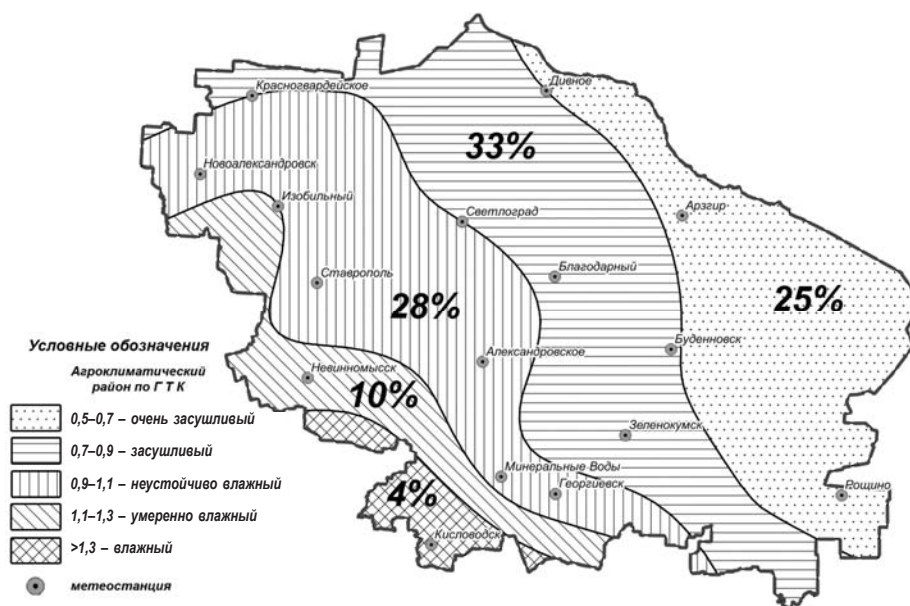 Красногвардейское
Дивное
33%
Новоалександровск
Изобильный
Светлоград
Арзгир
Ставрополь
Благодарный
28%
25%
Условные обозначения
Агроклиматический
район по Г Т К
Невинномысск
10%
Александровское
Буденновск
0,5–0,7 – очень засушливый
0,7–0,9 – засушливый
Зеленокумск
0,9–1,1 – неустойчиво влажный
4%
Минеральные Воды
Георгиевск
Рощино
1,1–1,3 – умеренно влажный
>1,3 – влажный
Кисловодск
метеостанция